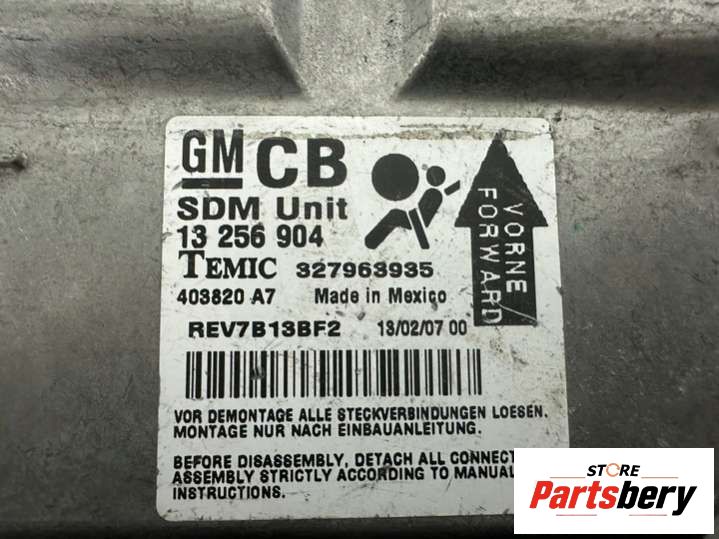 GM CB
SDM Unit
13 256 904
TEMIC 327963935
403820 A7 Made in Mexico
REV7B13BF2 13/02/07 00
VORNE
FORWARD
VOR DEMONTAGE ALLE STECKVERBINDUNGEN LOESEN.
MONTAGE NUR NACH EINBAUANLEITUNG.
BEFORE DISASSEMBLY, DETACH ALL CONNECT
ASSEMBLY STRICTLY ACCORDING TO MANUAL
INSTRUCTIONS.
STORE
Partsbery